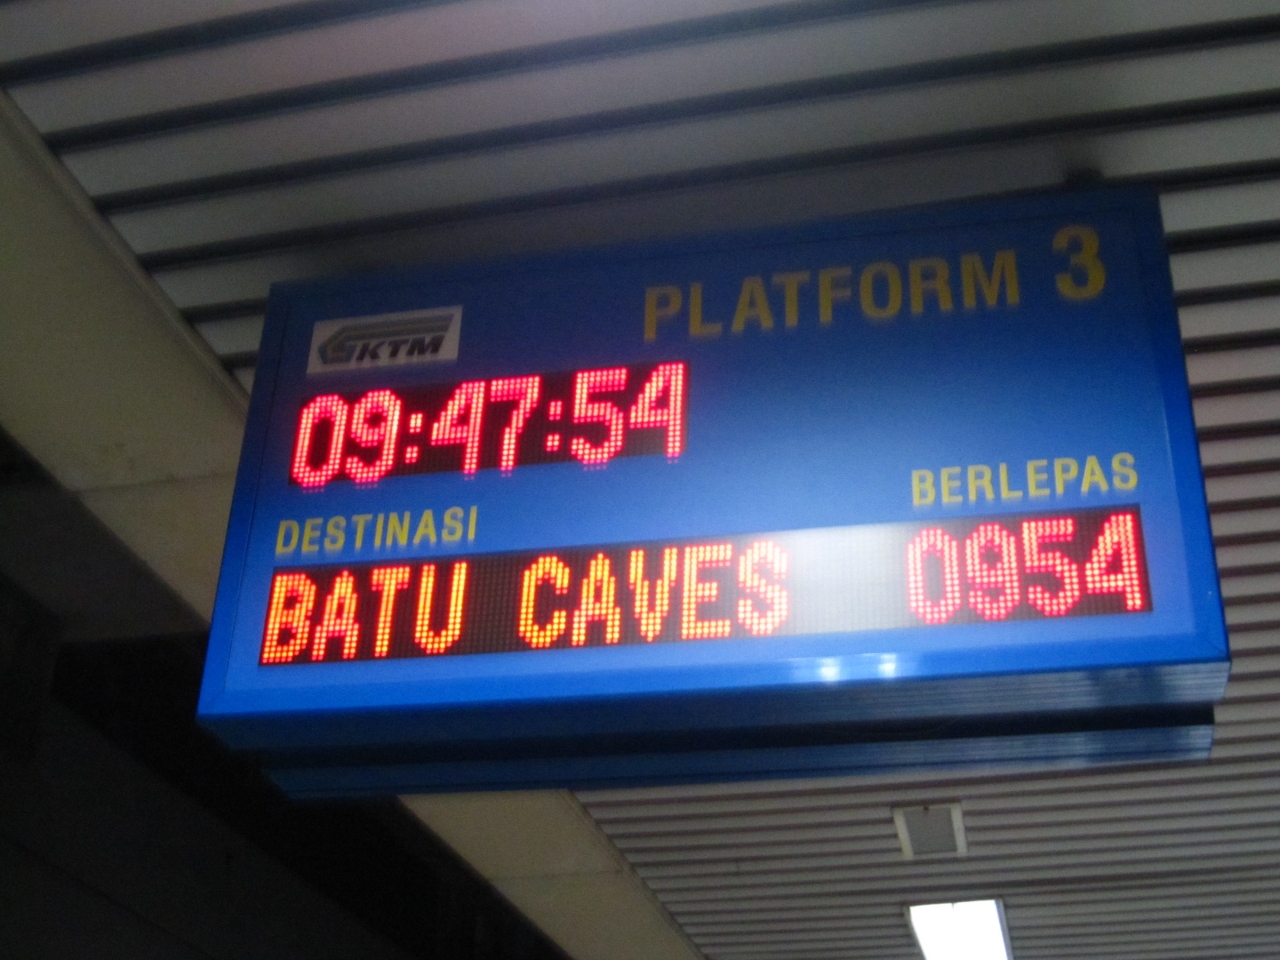 PLATFORM 3
KTM
09:47:54
DESTINASI BERLEPAS
BATU CAVES 0954